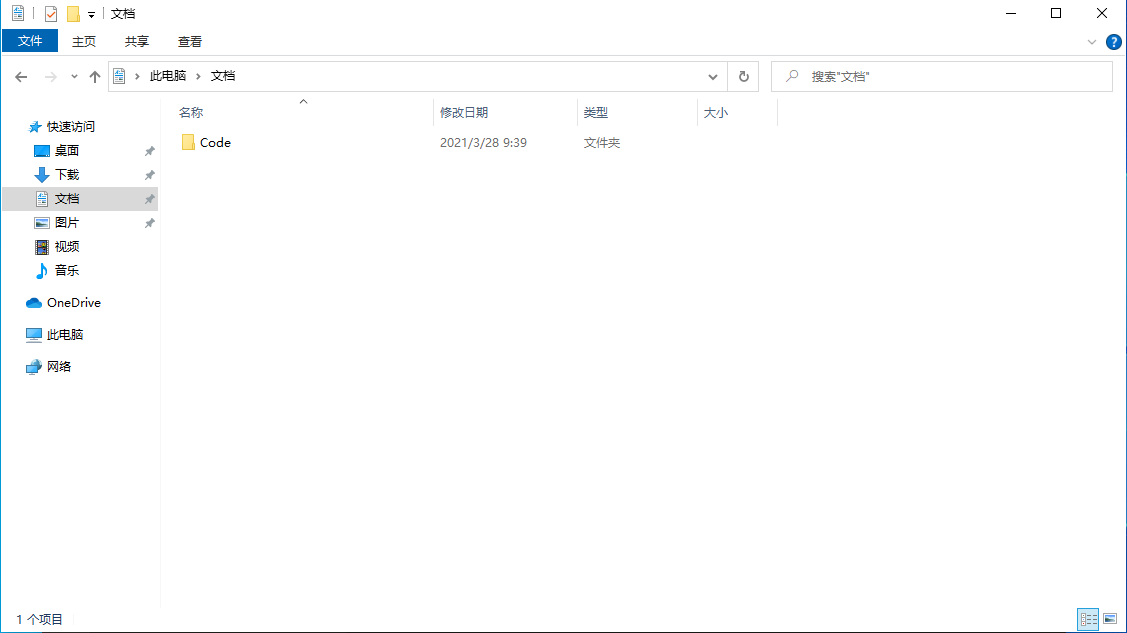 文档
文件 主页 共享 查看
此电脑 文档 搜索"文档"
名称 修改日期 类型 大小
Code 2021/3/28 9:39 文件夹
快速访问
桌面
下载
文档
图片
视频
音乐
OneDrive
此电脑
网络
1 个项目